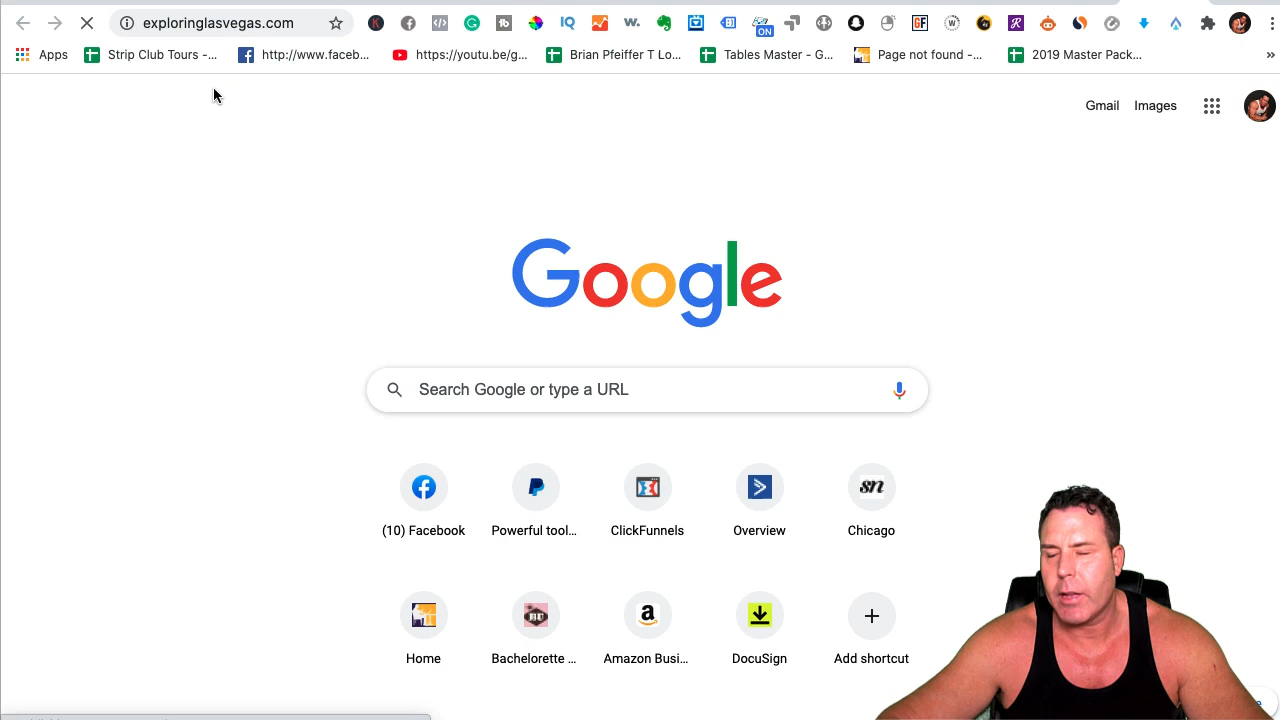 exploringlasvegas.com
ON
Apps Strip Club Tours -... http://www.faceb... https://youtu.be/g... Brian Pfeiffer T Lo... Tables Master - G... Page not found -... 2019 Master Pack... »
Gmail Images
Google
Search Google or type a URL
(10) Facebook Powerful tool... ClickFunnels Overview Chicago
Home Bachelorette ... Amazon Busi... DocuSign Add shortcut